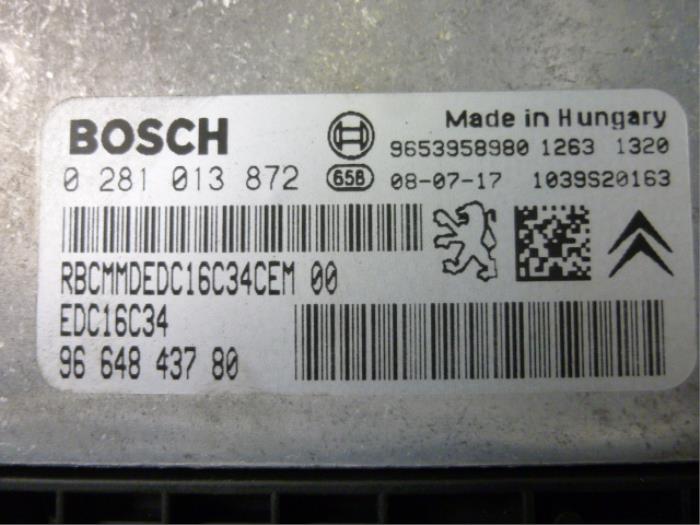 BOSCH
Made in Hungary
9653958980 1263 1320
0 281 013 872 658 08-07-17 1039S20163
RBCMMDEDC16C34CEM 00
EDC16C34
96 648 437 80